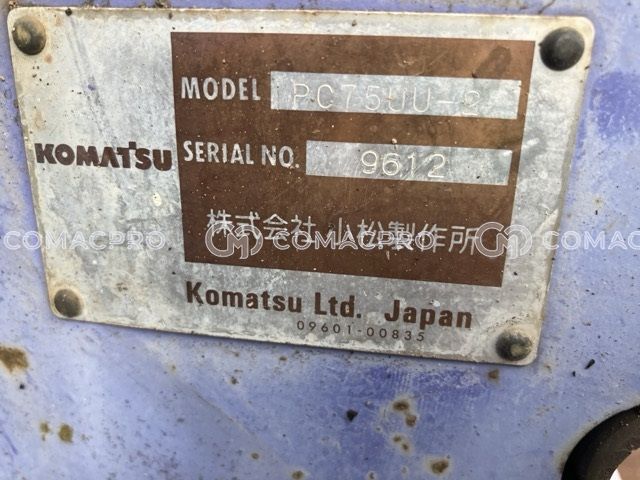 MODEL PC75UU-2
KOMATSU
SERIAL NO. 9612
株式会社 小松製作所
COMACPRO COMACPRO COMACPRO
Komatsu Ltd. Japan
09601-00835